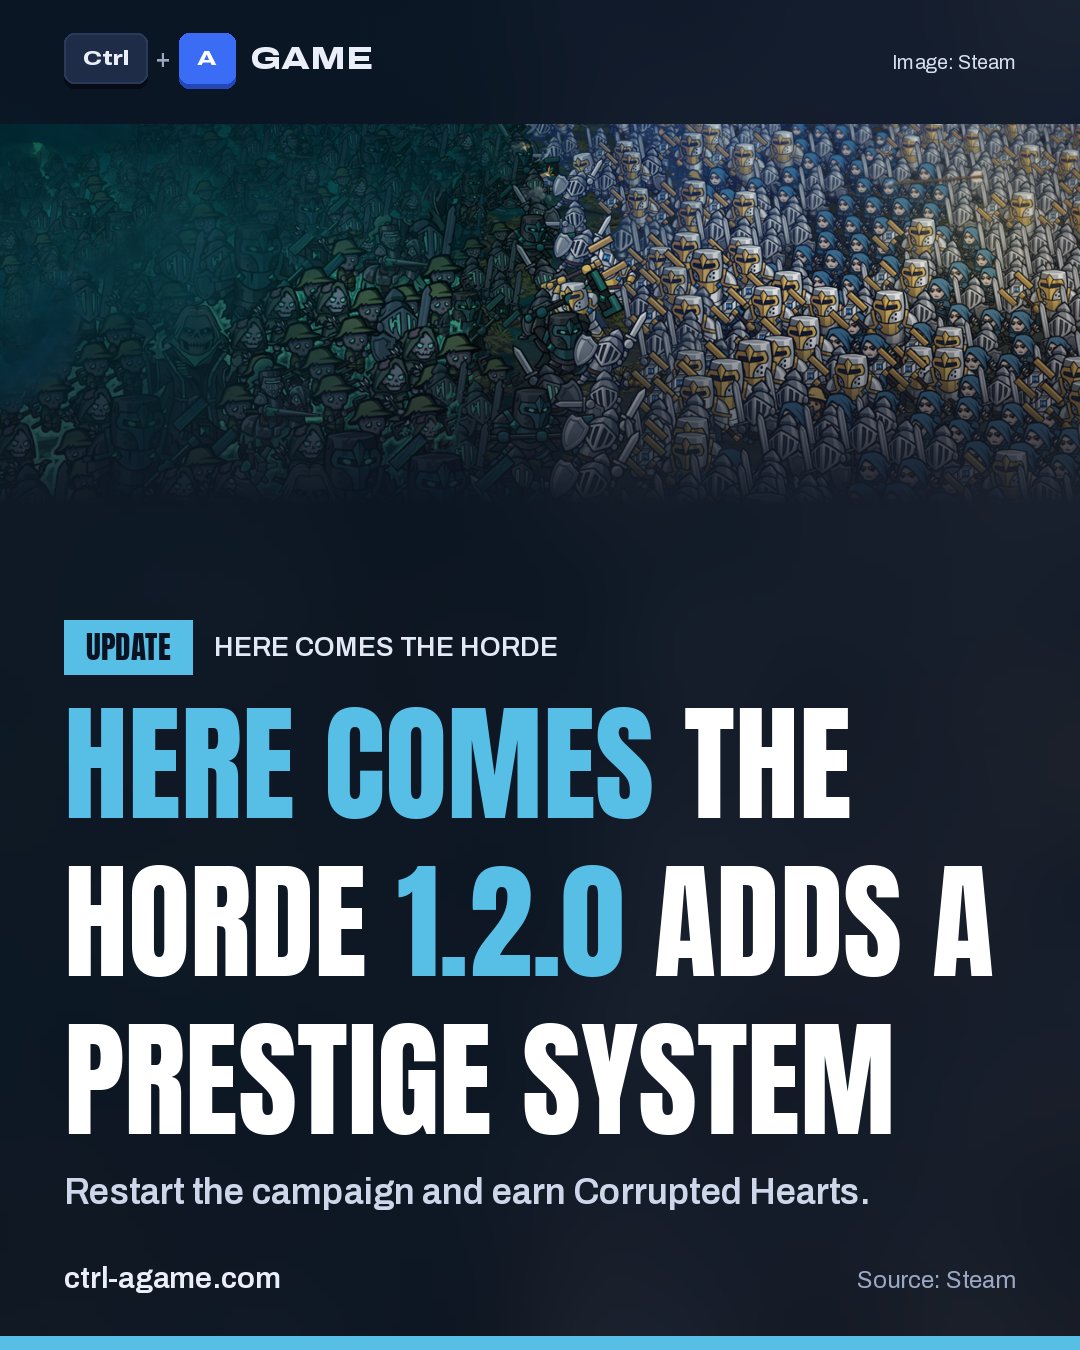 Ctrl + A GAME
Image: Steam
UPDATE HERE COMES THE HORDE
HERE COMES THE
HORDE 1.2.0 ADDS A
PRESTIGE SYSTEM
Restart the campaign and earn Corrupted Hearts.
ctrl-agame.com
Source: Steam